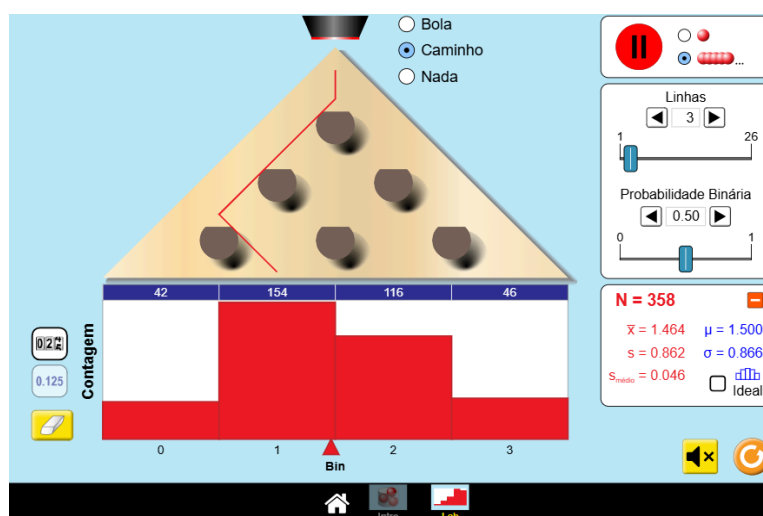 Bola
Caminho
Nada
...
Linhas
3
1 26
Probabilidade Binária
0.50
0 1
N = 358
x̅ = 1.464 μ = 1.500
s = 0.862 σ = 0.866
s_médio = 0.046
Ideal
42 154 116 46
0.125
Contagem
0 1 2 3
Bin
Intro Lab